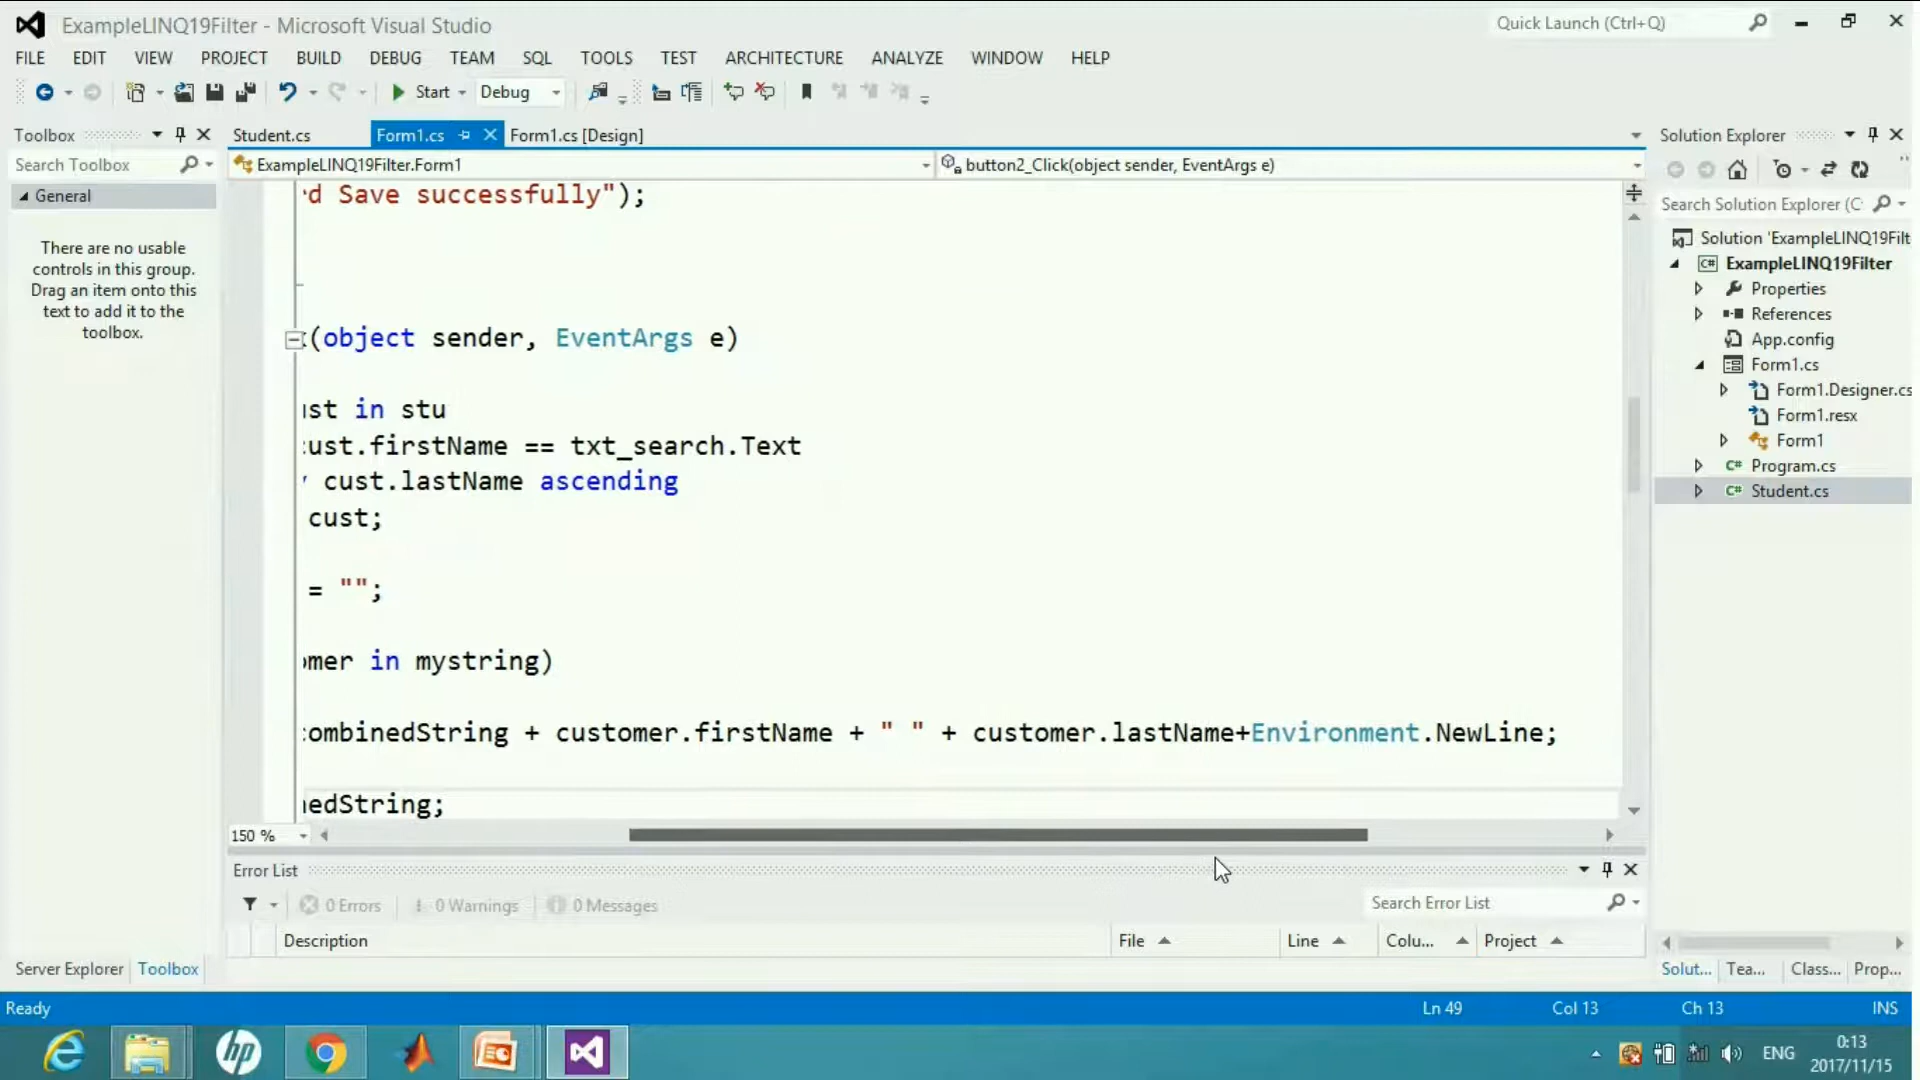 ExampleLINQ19Filter - Microsoft Visual Studio
Quick Launch (Ctrl+Q)
FILE EDIT VIEW PROJECT BUILD DEBUG TEAM SQL TOOLS TEST ARCHITECTURE ANALYZE WINDOW HELP
Start Debug
Toolbox
Search Toolbox
General
There are no usable
controls in this group.
Drag an item onto this
text to add it to the
toolbox.
Server Explorer Toolbox
Student.cs Form1.cs Form1.cs [Design]
ExampleLINQ19Filter.Form1 button2_Click(object sender, EventArgs e)
d Save successfully");
(object sender, EventArgs e)
ust in stu
cust.firstName == txt_search.Text
cust.lastName ascending
cust;
= "";
omer in mystring)
combinedString + customer.firstName + " " + customer.lastName+Environment.NewLine;
nedString;
150 %
Error List
0 Errors 0 Warnings 0 Messages
Search Error List
Description File Line Colu... Project
Solution Explorer
Search Solution Explorer (C
Solution 'ExampleLINQ19Filt
C# ExampleLINQ19Filter
Properties
References
App.config
Form1.cs
Form1.Designer.cs
Form1.resx
Form1
C# Program.cs
C# Student.cs
Solut... Tea... Class... Prop...
Ready Ln 49 Col 13 Ch 13 INS
hp
ENG
0:13
2017/11/15